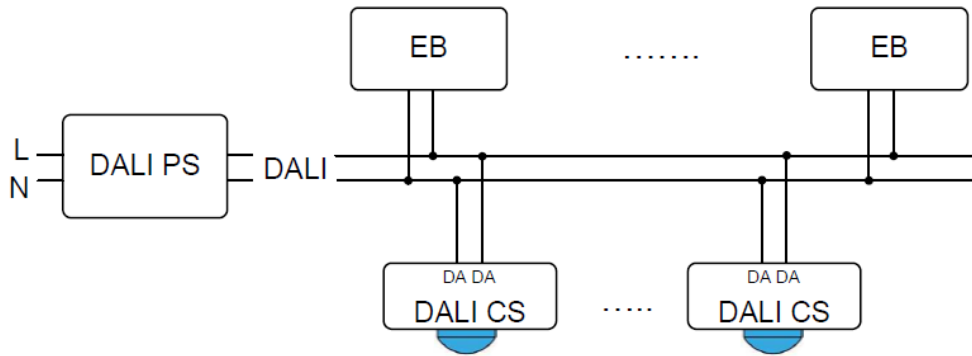 EB
.......
EB
L
N
DALI PS
DALI
DA DA
DALI CS
.....
DA DA
DALI CS